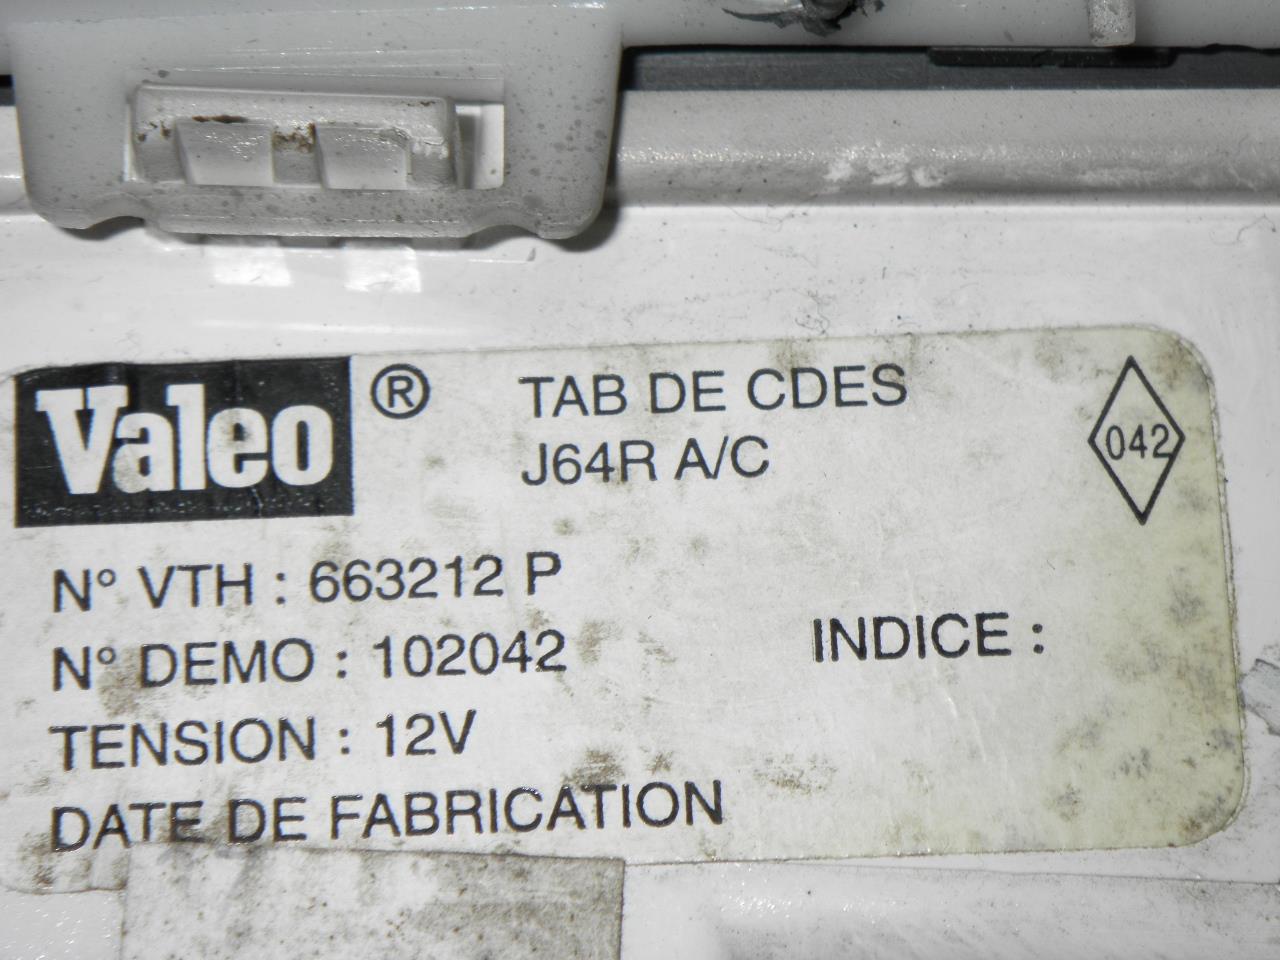 Valeo ® TAB DE CDES
J64R A/C
042
N° VTH : 663212 P
N° DEMO : 102042
INDICE :
TENSION : 12V
DATE DE FABRICATION